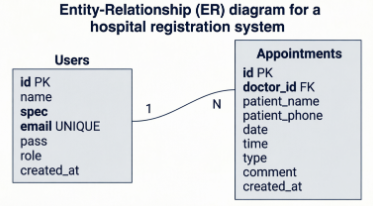 Entity-Relationship (ER) diagram for a
hospital registration system
Users
id PK
name
spec
email UNIQUE
pass
role
created_at
1
N
Appointments
id PK
doctor_id FK
patient_name
patient_phone
date
time
type
comment
created_at